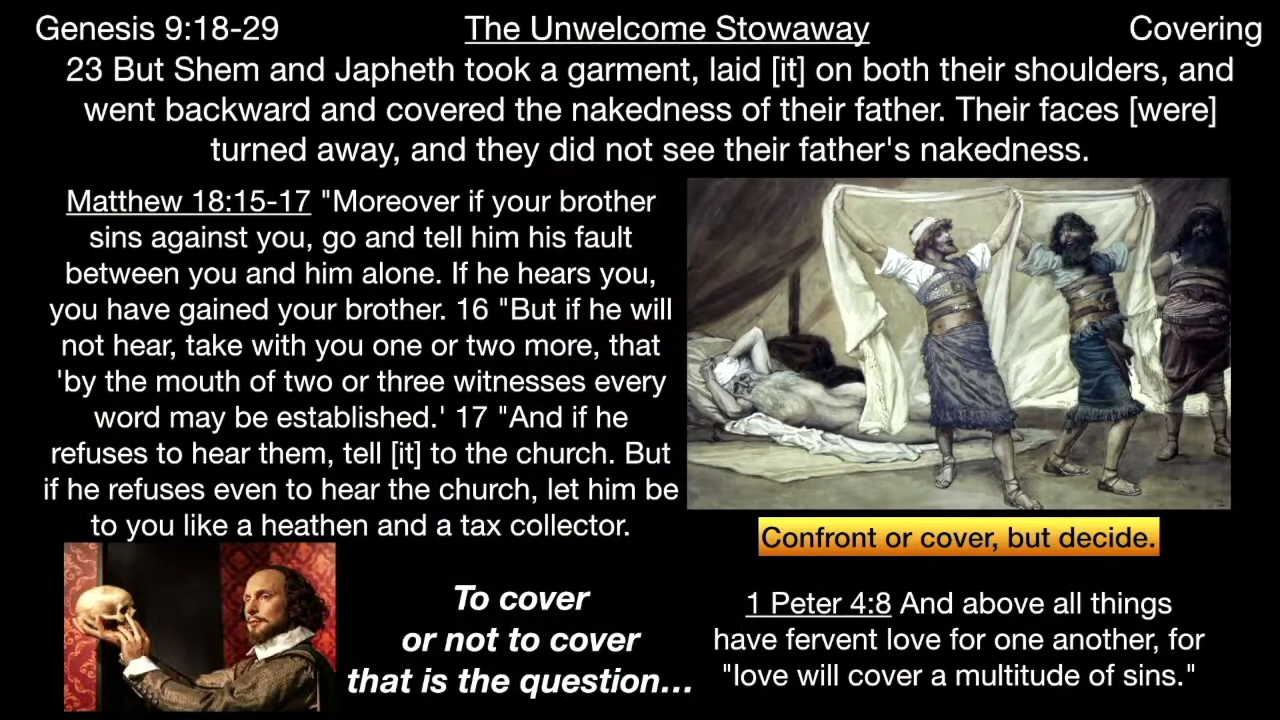 Genesis 9:18-29
The Unwelcome Stowaway
Covering
23 But Shem and Japheth took a garment, laid [it] on both their shoulders, and
went backward and covered the nakedness of their father. Their faces [were]
turned away, and they did not see their father's nakedness.
Matthew 18:15-17 "Moreover if your brother
sins against you, go and tell him his fault
between you and him alone. If he hears you,
you have gained your brother. 16 "But if he will
not hear, take with you one or two more, that
'by the mouth of two or three witnesses every
word may be established.' 17 "And if he
refuses to hear them, tell [it] to the church. But
if he refuses even to hear the church, let him be
to you like a heathen and a tax collector.
Confront or cover, but decide.
To cover
or not to cover
that is the question...
1 Peter 4:8 And above all things
have fervent love for one another, for
"love will cover a multitude of sins."